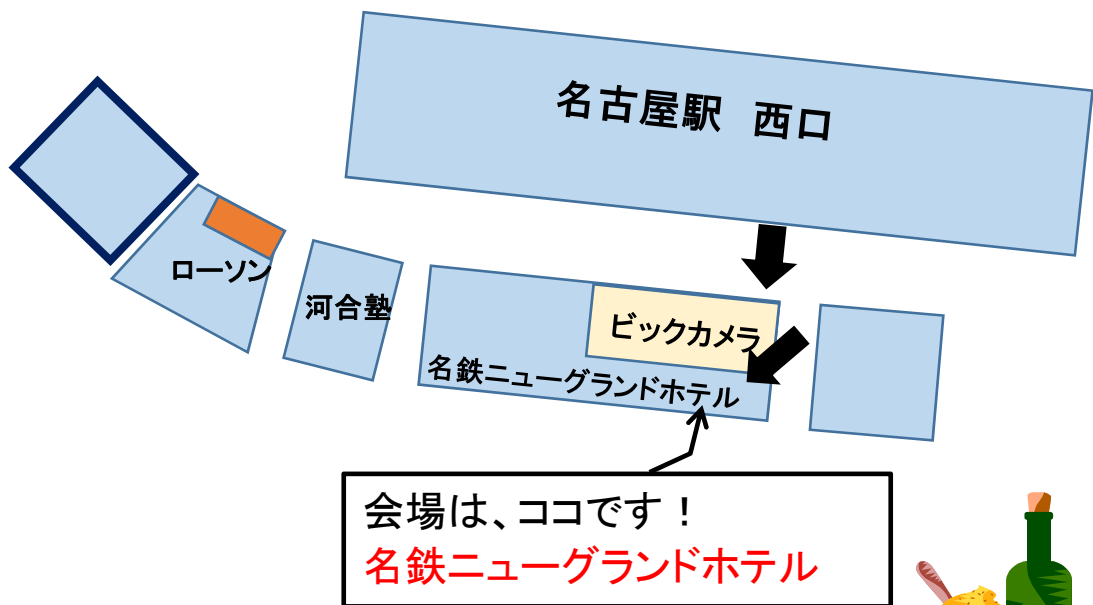 名古屋駅　西口
ローソン
河合塾
ビックカメラ
名鉄ニューグランドホテル
会場は、ココです！
名鉄ニューグランドホテル